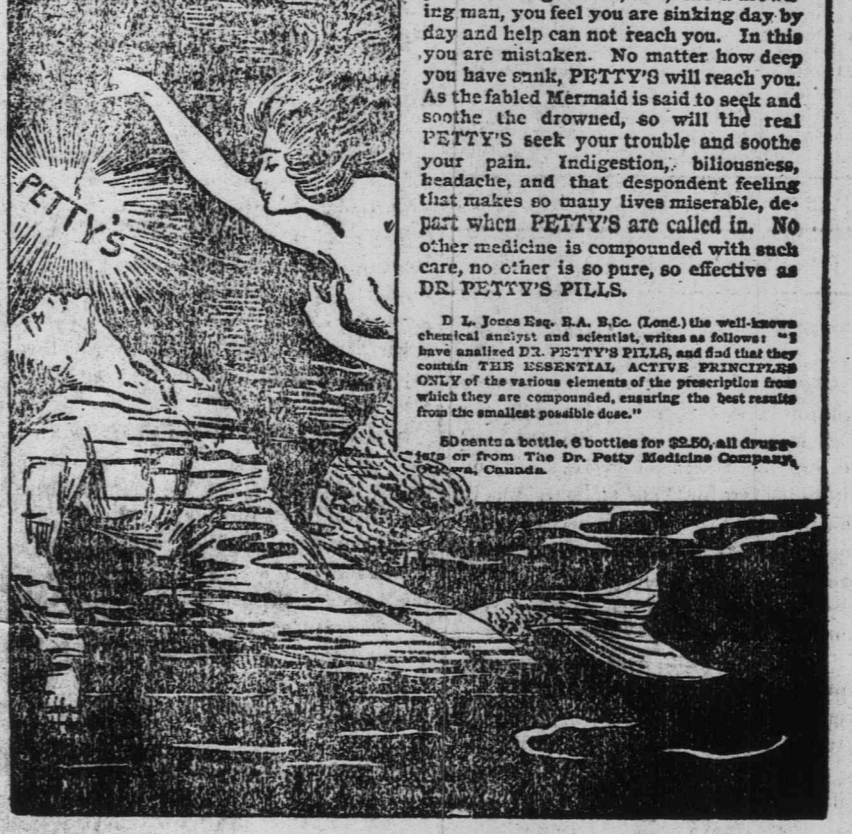 PETTY'S
ing man, you feel you are sinking day by
day and help can not reach you. In this
you are mistaken. No matter how deep
you have sunk, PETTY'S will reach you.
As the fabled Mermaid is said to seek and
soothe the drowned, so will the real
PETTY'S seek your trouble and soothe
your pain. Indigestion, biliousness,
headache, and that despondent feeling
that makes so many lives miserable, de-
part when PETTY'S are called in. No
other medicine is compounded with such
care, no other is so pure, so effective as
DR. PETTY'S PILLS.
D L. Jones Esq. B.A. B.Sc. (Lond.) the well-known
chemical analyst and scientist, writes as follows: "I
have analized DR. PETTY'S PILLS, and find that they
contain THE ESSENTIAL ACTIVE PRINCIPLES
ONLY of the various elements of the prescription from
which they are compounded, ensuring the best results
from the smallest possible dose."
50 cents a bottle, 6 bottles for $2.50, all drugg-
ists or from The Dr. Petty Medicine Company,
Ottawa, Canada.